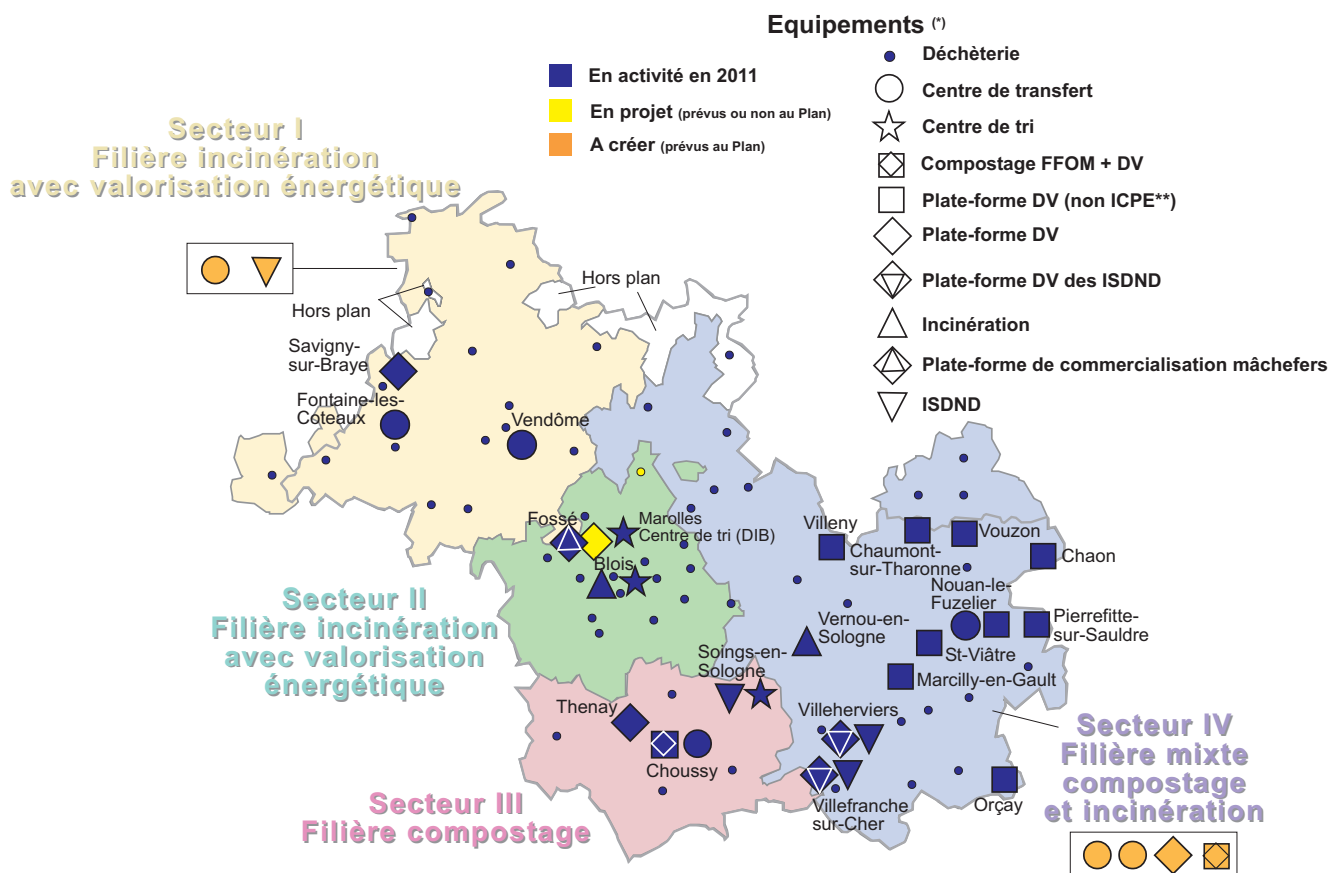 Equipements (*)
En activité en 2011
En projet (prévus ou non au Plan)
A créer (prévus au Plan)
Déchèterie
Centre de transfert
Centre de tri
Compostage FFOM + DV
Plate-forme DV (non ICPE**)
Plate-forme DV
Plate-forme DV des ISDND
Incinération
Plate-forme de commercialisation mâchefers
ISDND
Secteur I
Filière incinération
avec valorisation énergétique
Hors plan
Hors plan
Savigny-
sur-Braye
Fontaine-les-
Coteaux
Vendôme
Fossé
Marolles
Centre de tri (DIB)
Blois
Villeny
Chaumont-
sur-Tharonne
Vouzon
Chaon
Nouan-le-
Fuzelier
Pierrefitte-
sur-Sauldre
Vernou-en-
Sologne
St-Viâtre
Marcilly-en-Gault
Secteur II
Filière incinération
avec valorisation
énergétique
Soings-en-
Sologne
Thenay
Choussy
Villeherviers
Villefranche
sur-Cher
Orçay
Secteur III
Filière compostage
Secteur IV
Filière mixte
compostage
et incinération